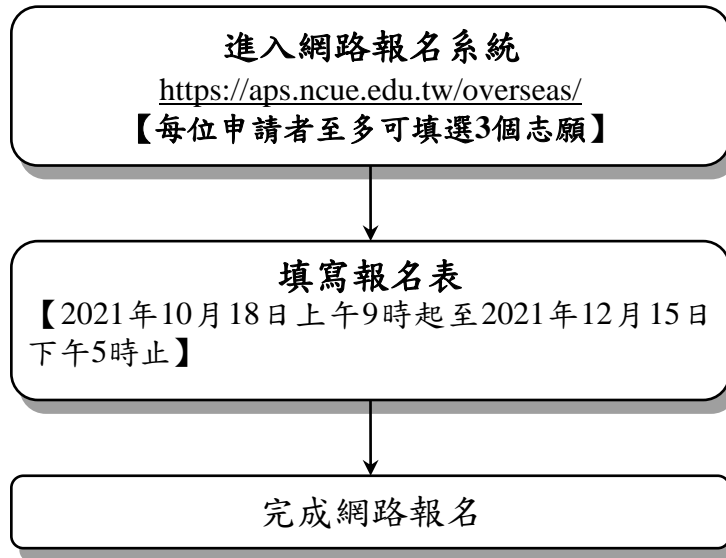 進入網路報名系統
https://aps.ncue.edu.tw/overseas/
【每位申請者至多可填選3個志願】
填寫報名表
【2021年10月18日上午9時起至2021年12月15日
下午5時止】
完成網路報名